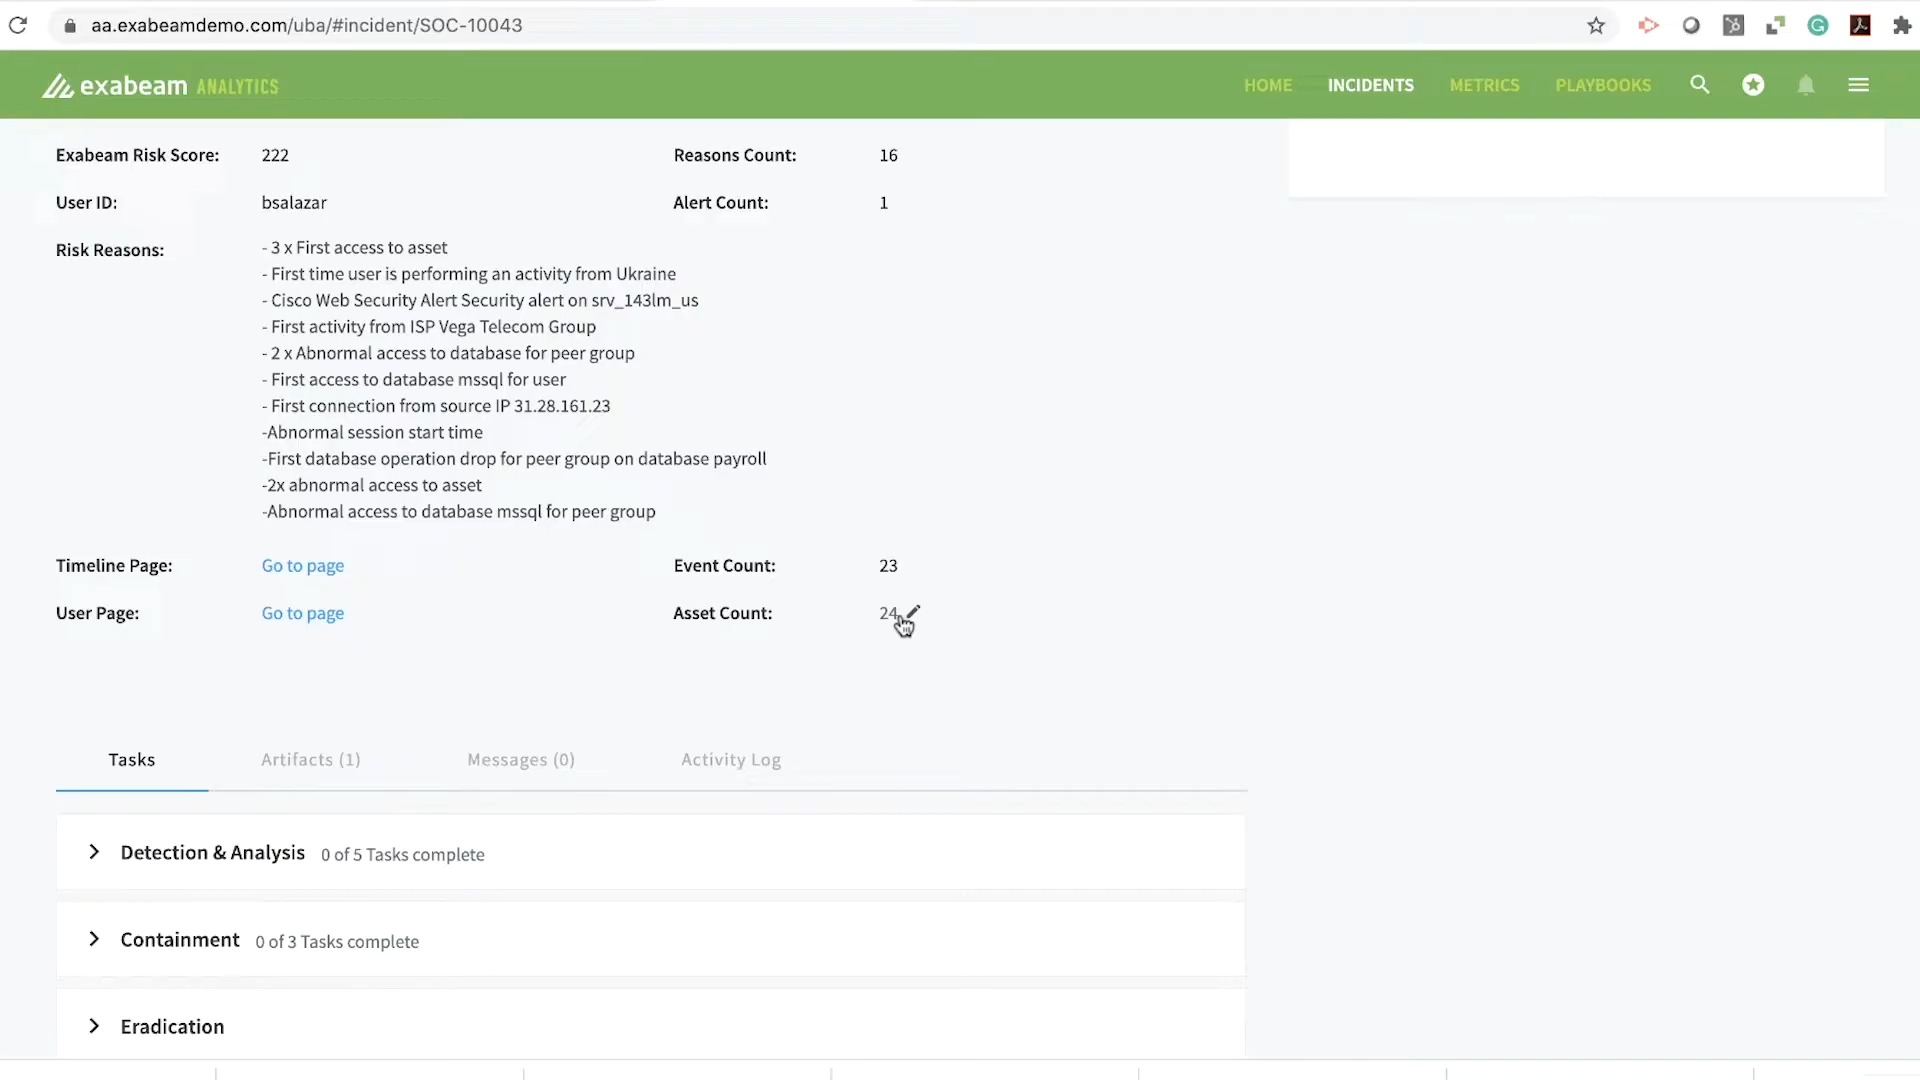 aa.exabeamdemo.com/uba/#incident/SOC-10043
exabeam ANALYTICS
HOME INCIDENTS METRICS PLAYBOOKS
Exabeam Risk Score: 222 Reasons Count: 16
User ID: bsalazar Alert Count: 1
Risk Reasons: - 3 x First access to asset
- First time user is performing an activity from Ukraine
- Cisco Web Security Alert Security alert on srv_143lm_us
- First activity from ISP Vega Telecom Group
- 2 x Abnormal access to database for peer group
- First access to database mssql for user
- First connection from source IP 31.28.161.23
-Abnormal session start time
-First database operation drop for peer group on database payroll
-2x abnormal access to asset
-Abnormal access to database mssql for peer group
Timeline Page: Go to page Event Count: 23
User Page: Go to page Asset Count: 24
Tasks Artifacts (1) Messages (0) Activity Log
Detection & Analysis 0 of 5 Tasks complete
Containment 0 of 3 Tasks complete
Eradication